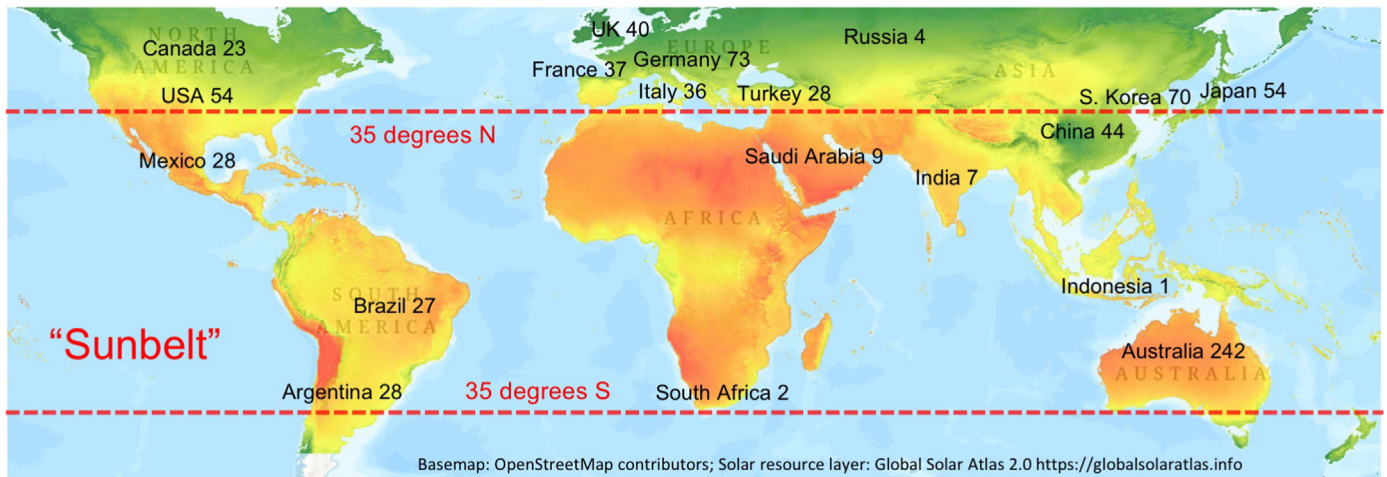 NORTH
Canada 23
AMERICA
USA 54
UK 40
EUROPE
Germany 73
France 37
Italy 36
Turkey 28
Russia 4
ASIA
S. Korea 70
Japan 54
China 44
35 degrees N
Mexico 28
Saudi Arabia 9
India 7
AFRICA
Indonesia 1
SOUTH
Brazil 27
AMERICA
“Sunbelt”
Australia 242
AUSTRALIA
Argentina 28
35 degrees S
South Africa 2
Basemap: OpenStreetMap contributors; Solar resource layer: Global Solar Atlas 2.0 https://globalsolaratlas.info